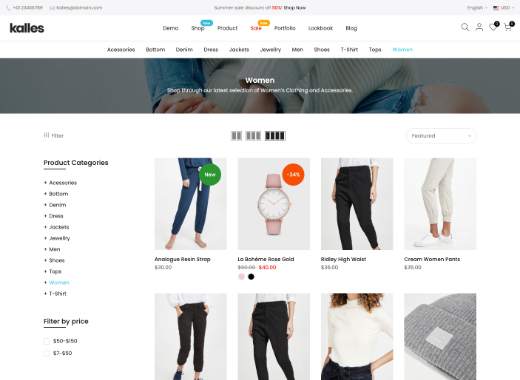 +01 23456789
Kalles@domain.com
Summer sale discount off 50%! Shop Now
English
USD
kalles
Demo
Shop
New
Product
Sale
Portfolio
Lookbook
Blog
0
0
Acessories Bottom Denim Dress Jackets Jewellry Men Shoes T-Shirt Tops Women
Women
Shop through our latest selection of Women's Clothing and Accessories.
Filter
Featured
Product Categories
+ Acessories
+ Bottom
+ Denim
+ Dress
+ Jackets
+ Jewellry
+ Men
+ Shoes
+ Tops
+ Women
+ T-Shirt
Filter by price
$50-$150
$7-$50
New
Analogue Resin Strap
$30.00
-34%
La Bohème Rose Gold
$60.00 $40.00
Ridley High Waist
$36.00
Cream Women Pants
$35.00